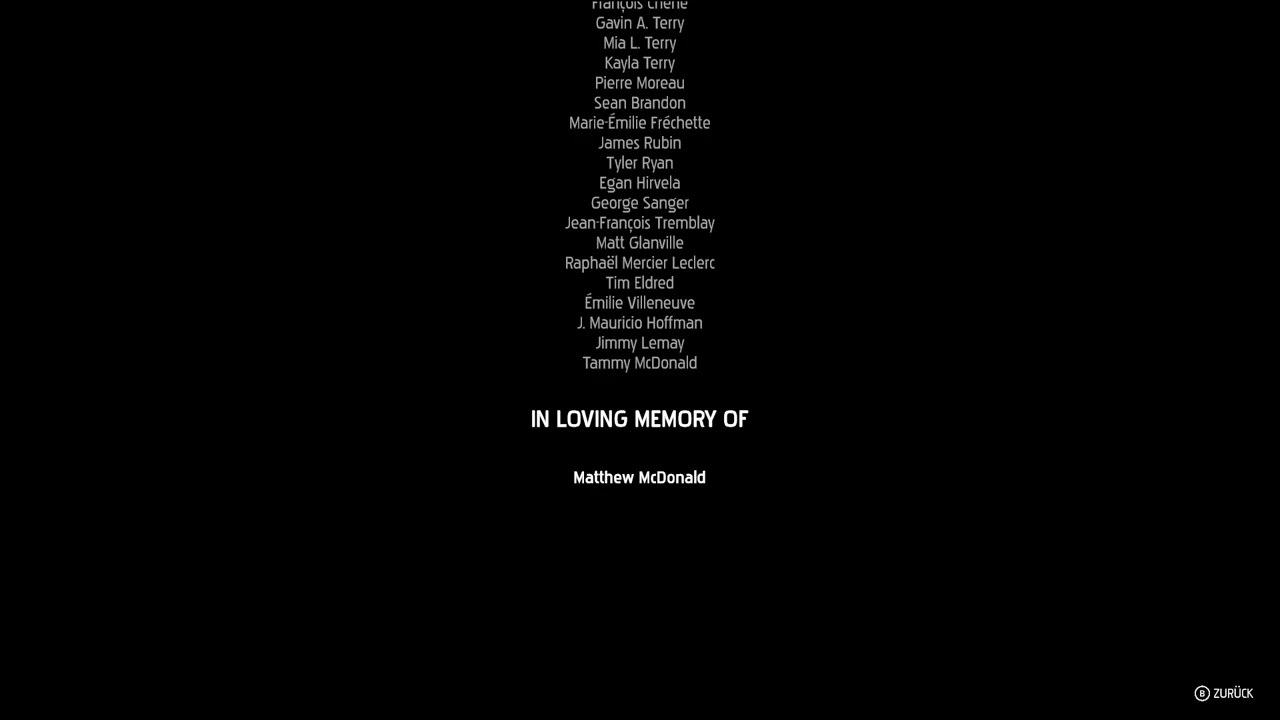 François Chéné
Gavin A. Terry
Mia L. Terry
Kayla Terry
Pierre Moreau
Sean Brandon
Marie-Émilie Fréchette
James Rubin
Tyler Ryan
Egan Hirvela
George Sanger
Jean-François Tremblay
Matt Glanville
Raphaël Mercier Leclerc
Tim Eldred
Émilie Villeneuve
J. Mauricio Hoffman
Jimmy Lemay
Tammy McDonald
IN LOVING MEMORY OF
Matthew McDonald
B ZURÜCK